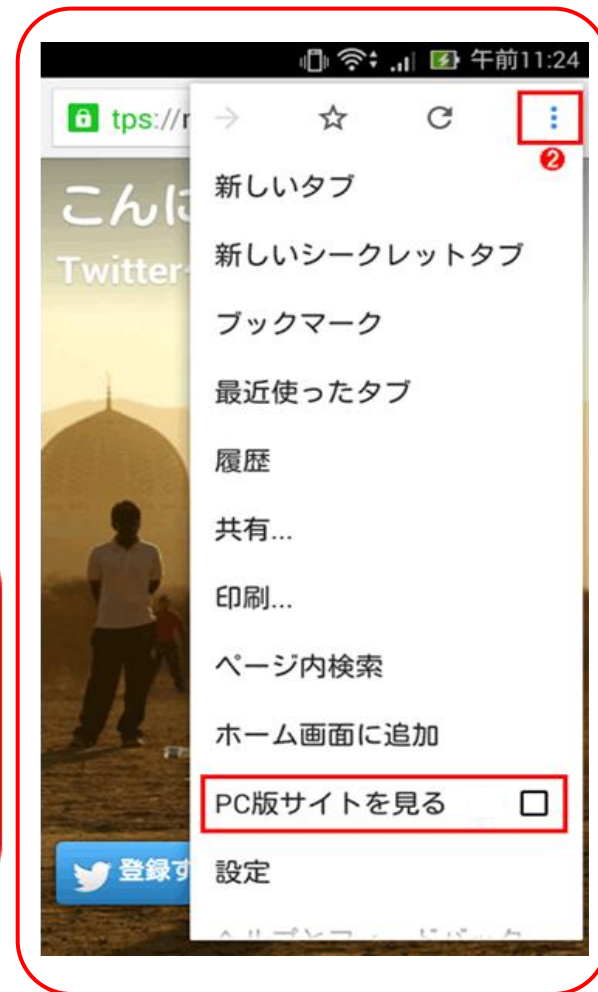 午前11:24
tps://r
こんに
Twitter
2
新しいタブ
新しいシークレットタブ
ブックマーク
最近使ったタブ
履歴
共有...
印刷...
ページ内検索
ホーム画面に追加
PC版サイトを見る
登録す
設定